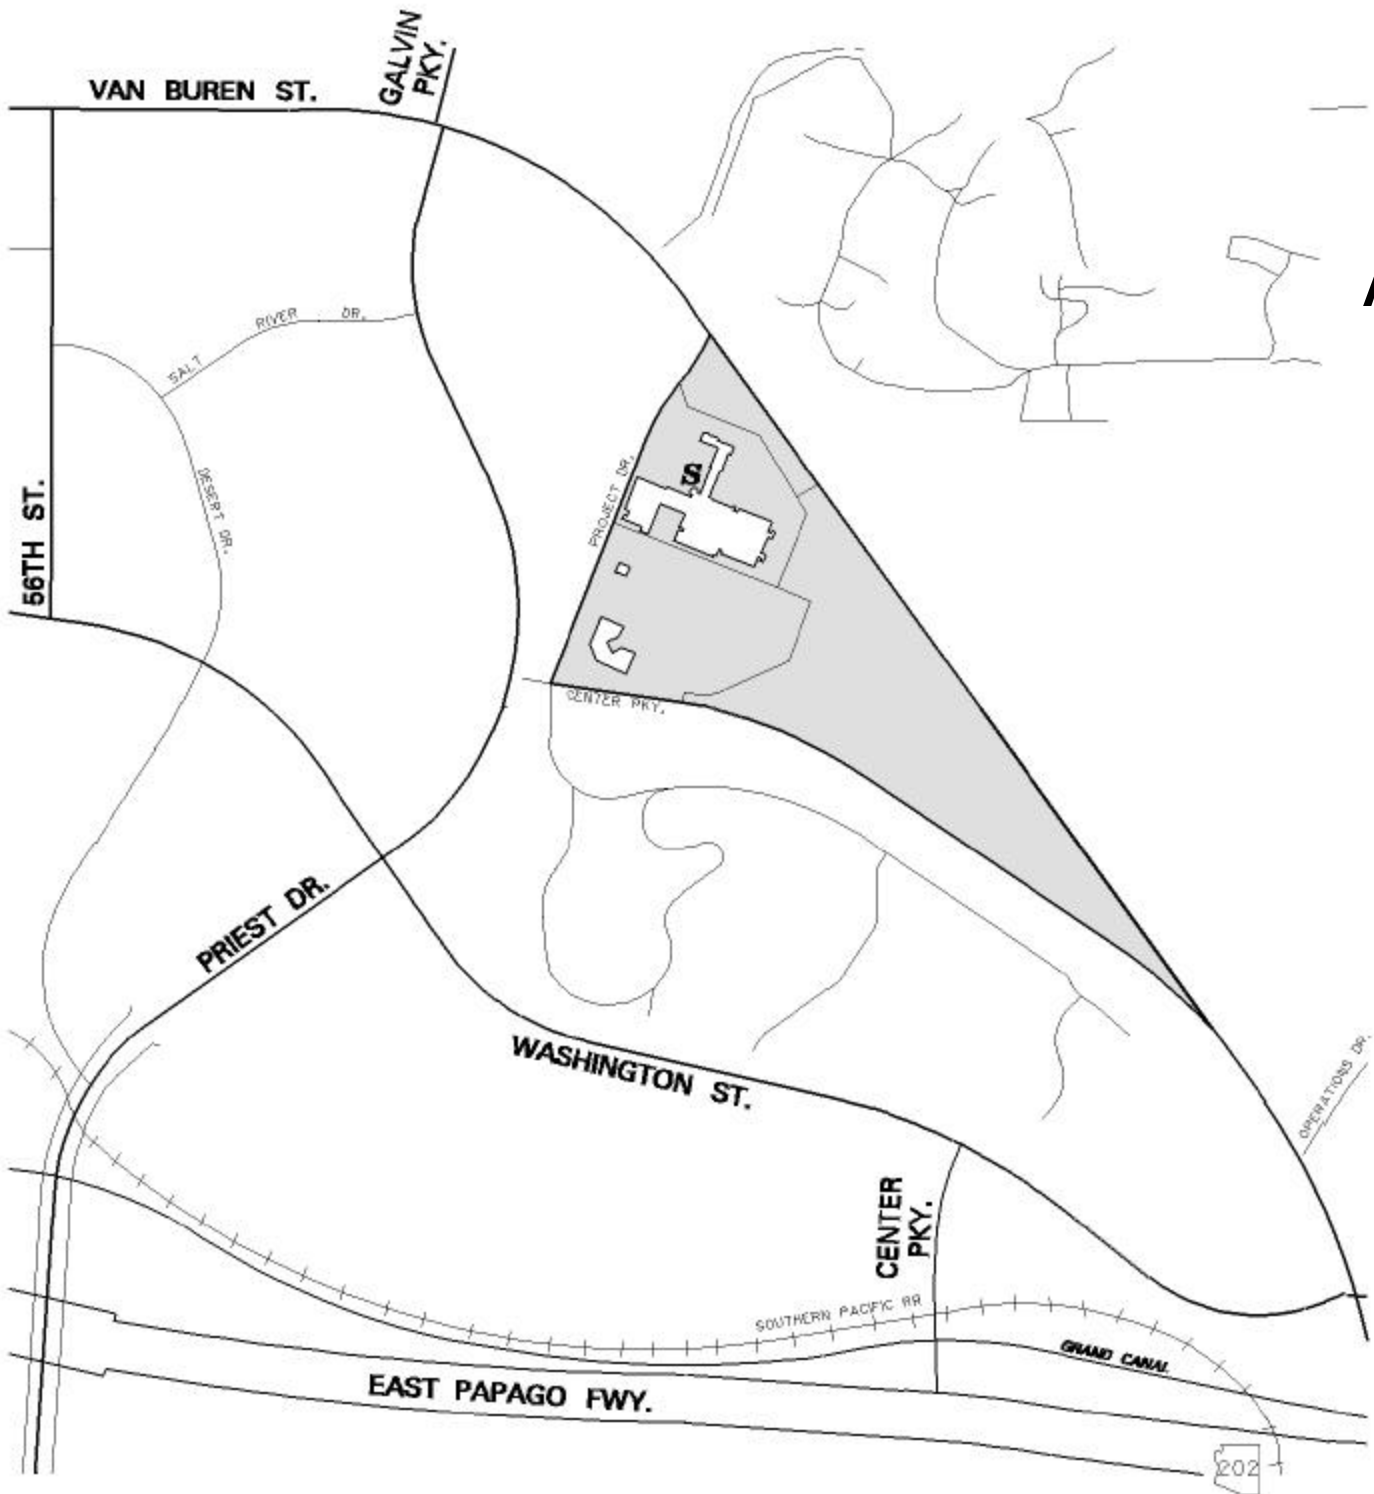 GALVIN
PKY.
VAN BUREN ST.
RIVER DR.
SALT
DESERT DR.
56TH ST.
PROJECT DR.
S
CENTER PKY.
PRIEST DR.
WASHINGTON ST.
OPERATIONS DR.
CENTER
PKY.
SOUTHERN PACIFIC RR
GRAND CANAL
EAST PAPAGO FWY.
202